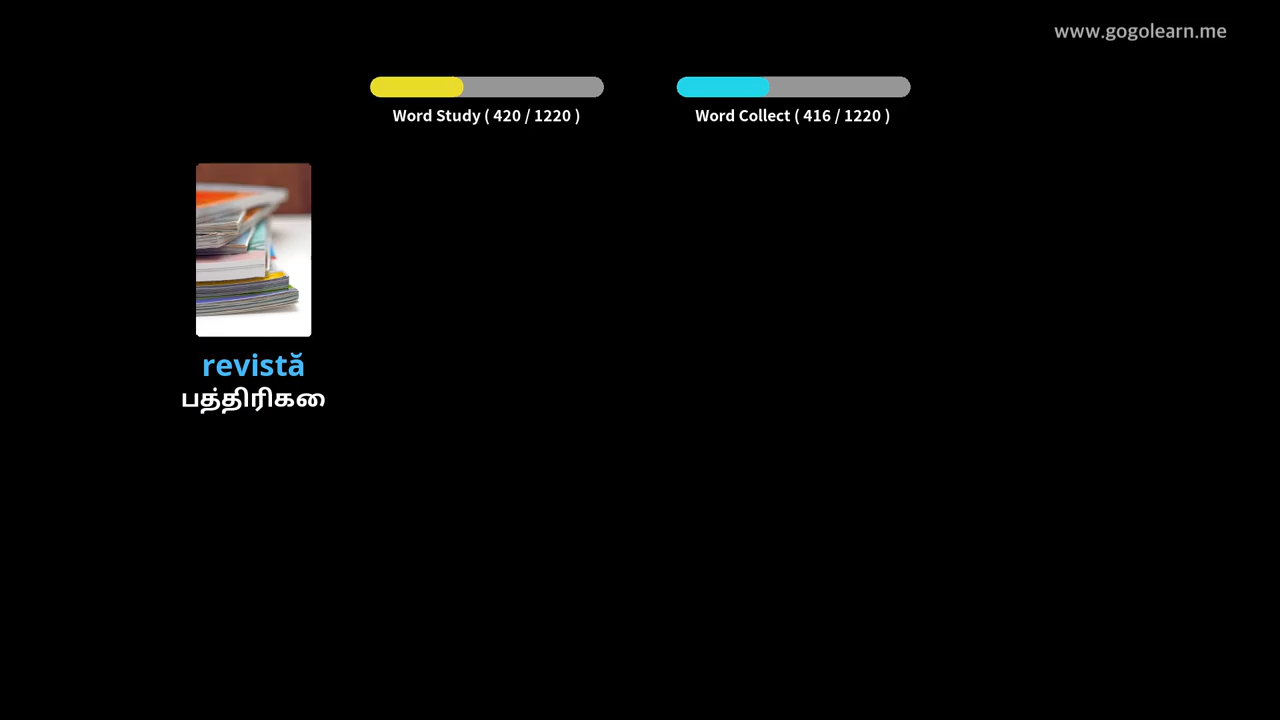 www.gogolearn.me
Word Study ( 420 / 1220 )
Word Collect ( 416 / 1220 )
revistă
பத்திரிகை